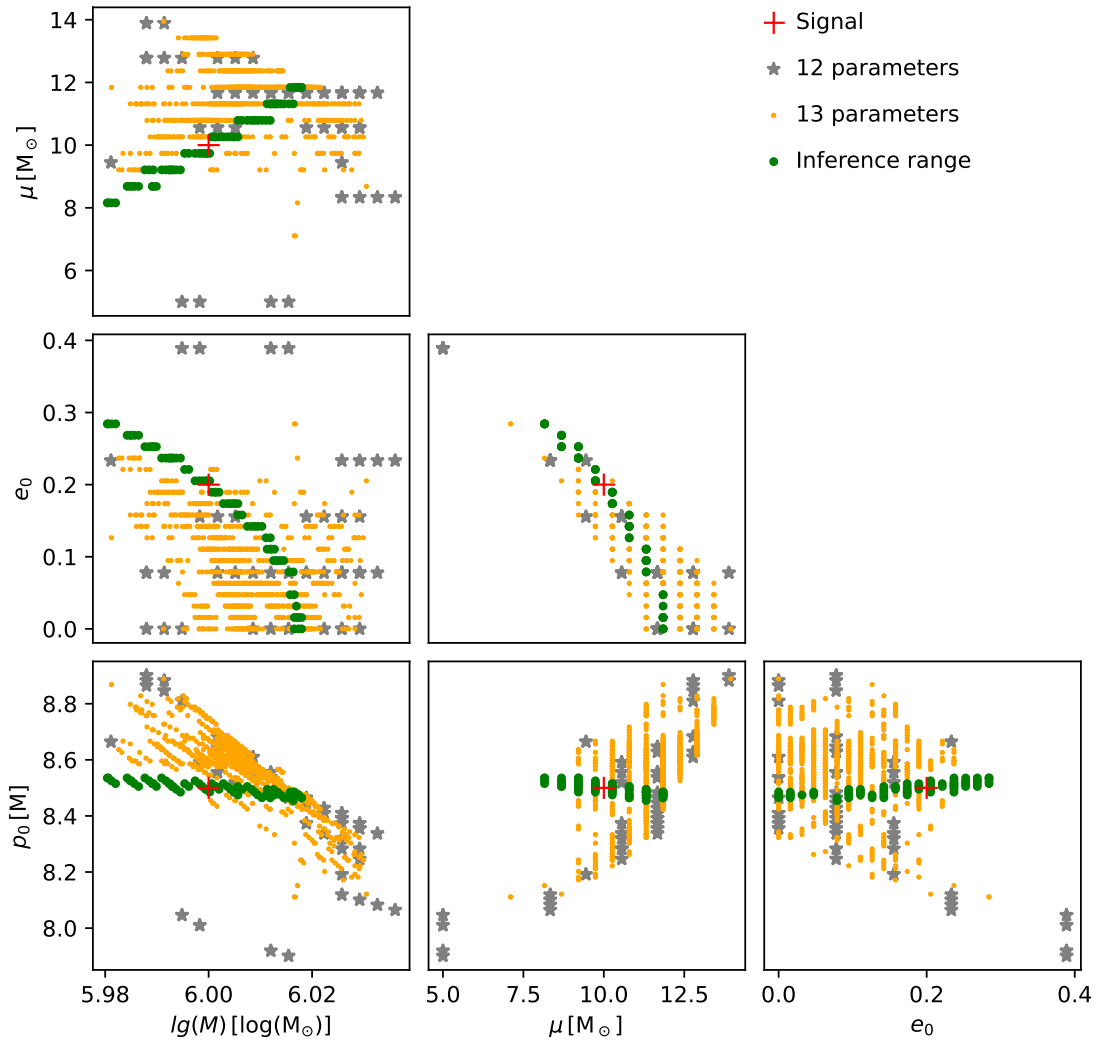 14
12
10
8
6
μ [M⊙]
Signal
12 parameters
13 parameters
Inference range
0.4
0.3
0.2
0.1
0.0
e₀
8.8
8.6
8.4
8.2
8.0
p₀ [M]
5.98 6.00 6.02
lg(M) [log(M⊙)]
5.0 7.5 10.0 12.5
μ [M⊙]
0.0 0.2 0.4
e₀